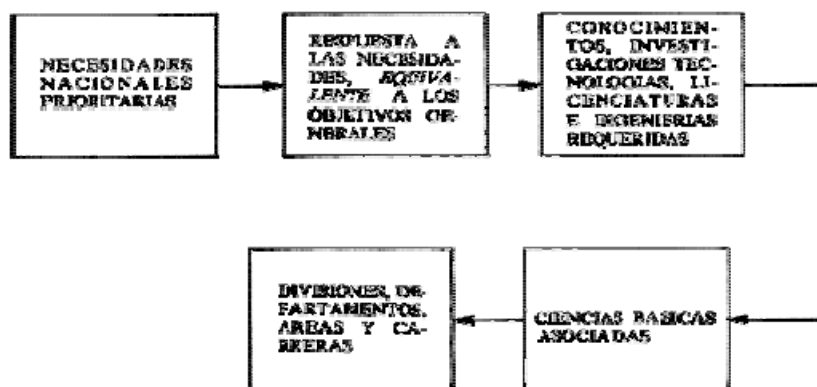 NECESIDADES
NACIONALES
PRIORITARIAS
RESPUESTA A
LAS NECESIDA-
DES, EQUIVA-
LENTE A LOS
OBJETIVOS GE-
NERALES
CONOCIMIEN-
TOS, INVESTI-
GACIONES TEC-
NOLOGIAS, LI-
CENCIATURAS
E INGENIERIAS
REQUERIDAS
DIVISIONES, DE-
PARTAMENTOS,
AREAS Y CA-
RRERAS
CIENCIAS BASICAS
ASOCIADAS